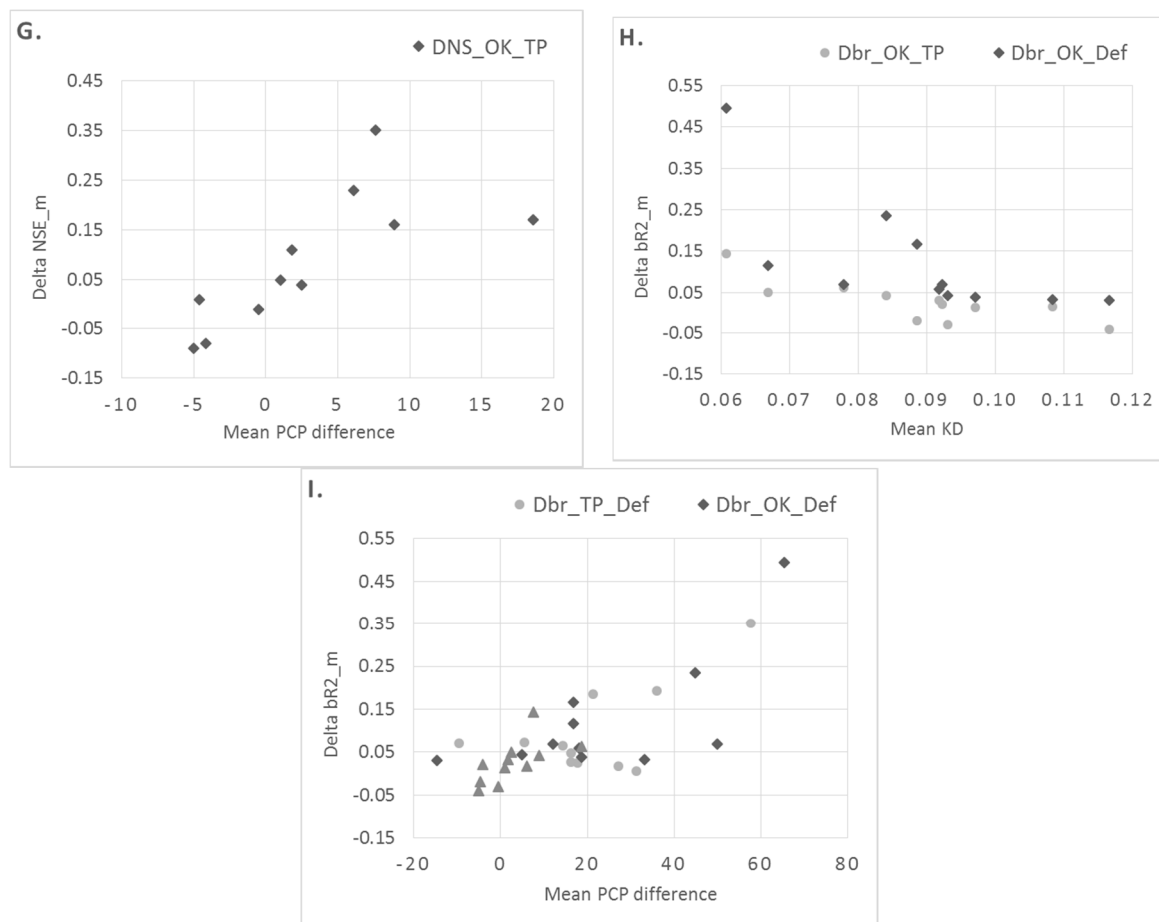 G.
DNS_OK_TP
0.45
0.35
0.25
0.15
0.05
-0.05
-0.15
Delta NSE_m
-10 -5 0 5 10 15 20
Mean PCP difference
H.
Dbr_OK_TP Dbr_OK_Def
0.55
0.45
0.35
0.25
0.15
0.05
-0.05
-0.15
Delta bR2_m
0.06 0.07 0.08 0.09 0.10 0.11 0.12
Mean KD
I.
Dbr_TP_Def Dbr_OK_Def
0.55
0.45
0.35
0.25
0.15
0.05
-0.05
-0.15
Delta bR2_m
-20 0 20 40 60 80
Mean PCP difference